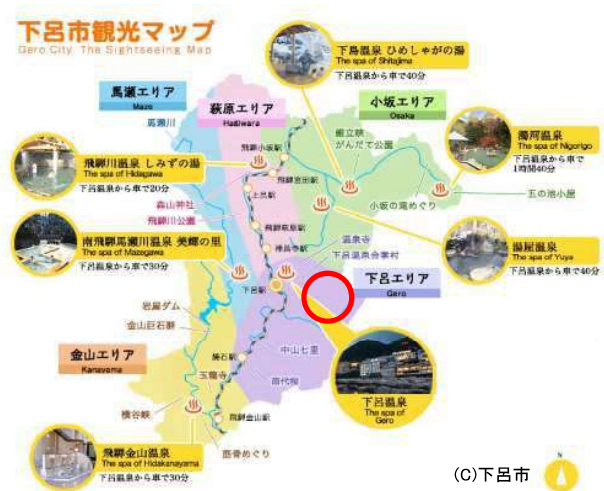 下呂市観光マップ
Gero City The Sightseeing Map
下島温泉 ひめしゃがの湯
The spa of Shitajima
下呂温泉から車で40分
馬瀬エリア
Maze
萩原エリア
Hagiwara
小坂エリア
Osaka
馬瀬川
巌立峡
がんだて公園
濁河温泉
The spa of Nigorigo
下呂温泉から車で
1時間40分
飛騨川温泉 しみずの湯
The spa of Hidagawa
下呂温泉から車で20分
飛騨小坂駅
飛騨宮田駅
上呂駅
五の池小屋
小坂の滝めぐり
森山神社
飛騨川公園
飛騨萩原駅
禅昌寺駅
温泉寺
下呂温泉合掌村
南飛騨馬瀬川温泉 美輝の里
The spa of Mazegawa
下呂温泉から車で30分
湯屋温泉
The spa of Yuya
下呂温泉から車で40分
下呂駅
下呂エリア
Gero
岩屋ダム
金山巨石群
金山エリア
Kanayama
焼石駅
中山七里
玉龍寺
苗代桜
下呂温泉
The spa of
Gero
横谷峡
飛騨金山駅
飛騨金山温泉
The spa of Hidakanayama
下呂温泉から車で30分
筋骨めぐり
N
(C)下呂市